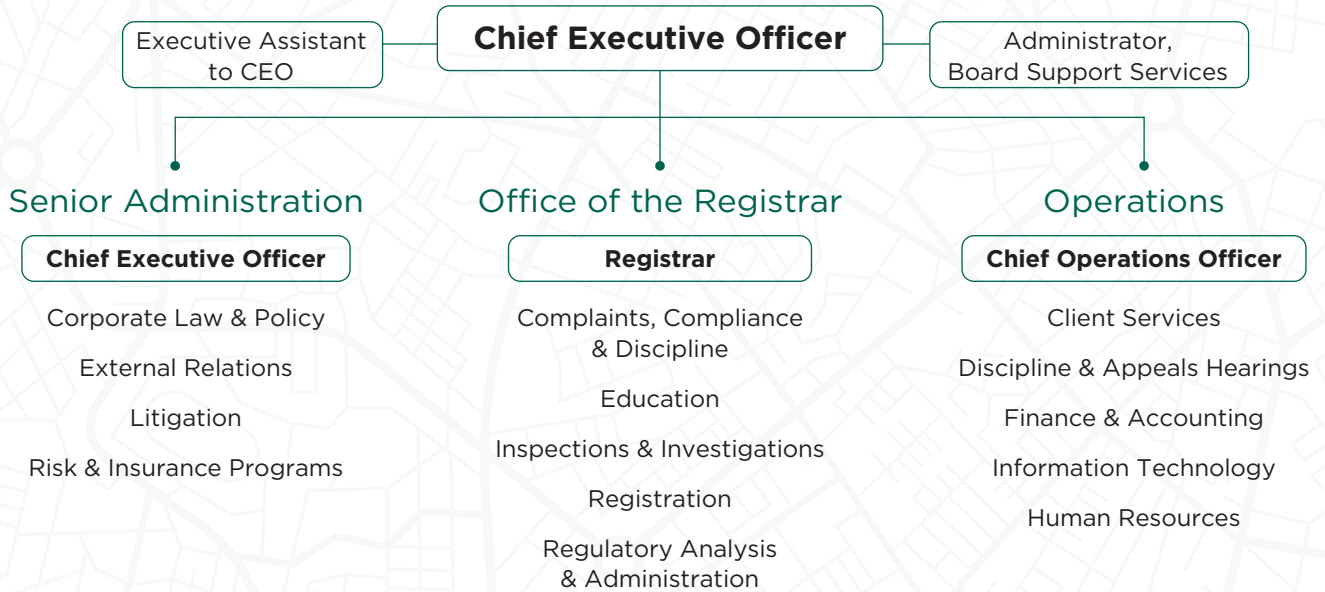 Executive Assistant
to CEO
Chief Executive Officer
Administrator,
Board Support Services
Senior Administration
Chief Executive Officer
Corporate Law & Policy
External Relations
Litigation
Risk & Insurance Programs
Office of the Registrar
Registrar
Complaints, Compliance
& Discipline
Education
Inspections & Investigations
Registration
Regulatory Analysis
& Administration
Operations
Chief Operations Officer
Client Services
Discipline & Appeals Hearings
Finance & Accounting
Information Technology
Human Resources